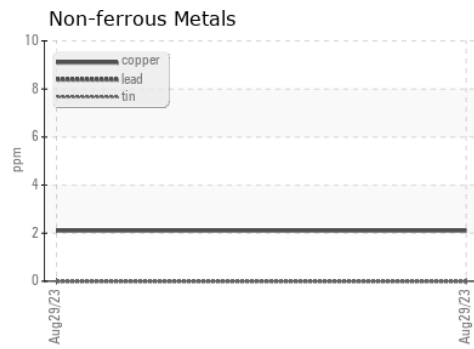 Non-ferrous Metals
10
copper
lead
tin
8
6
ppm
4
2
0
Aug29/23
Aug29/23